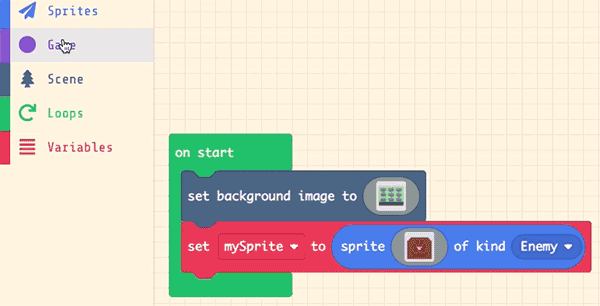 Sprites
Game
Scene
Loops
Variables
on start
set background image to
set mySprite to sprite of kind Enemy